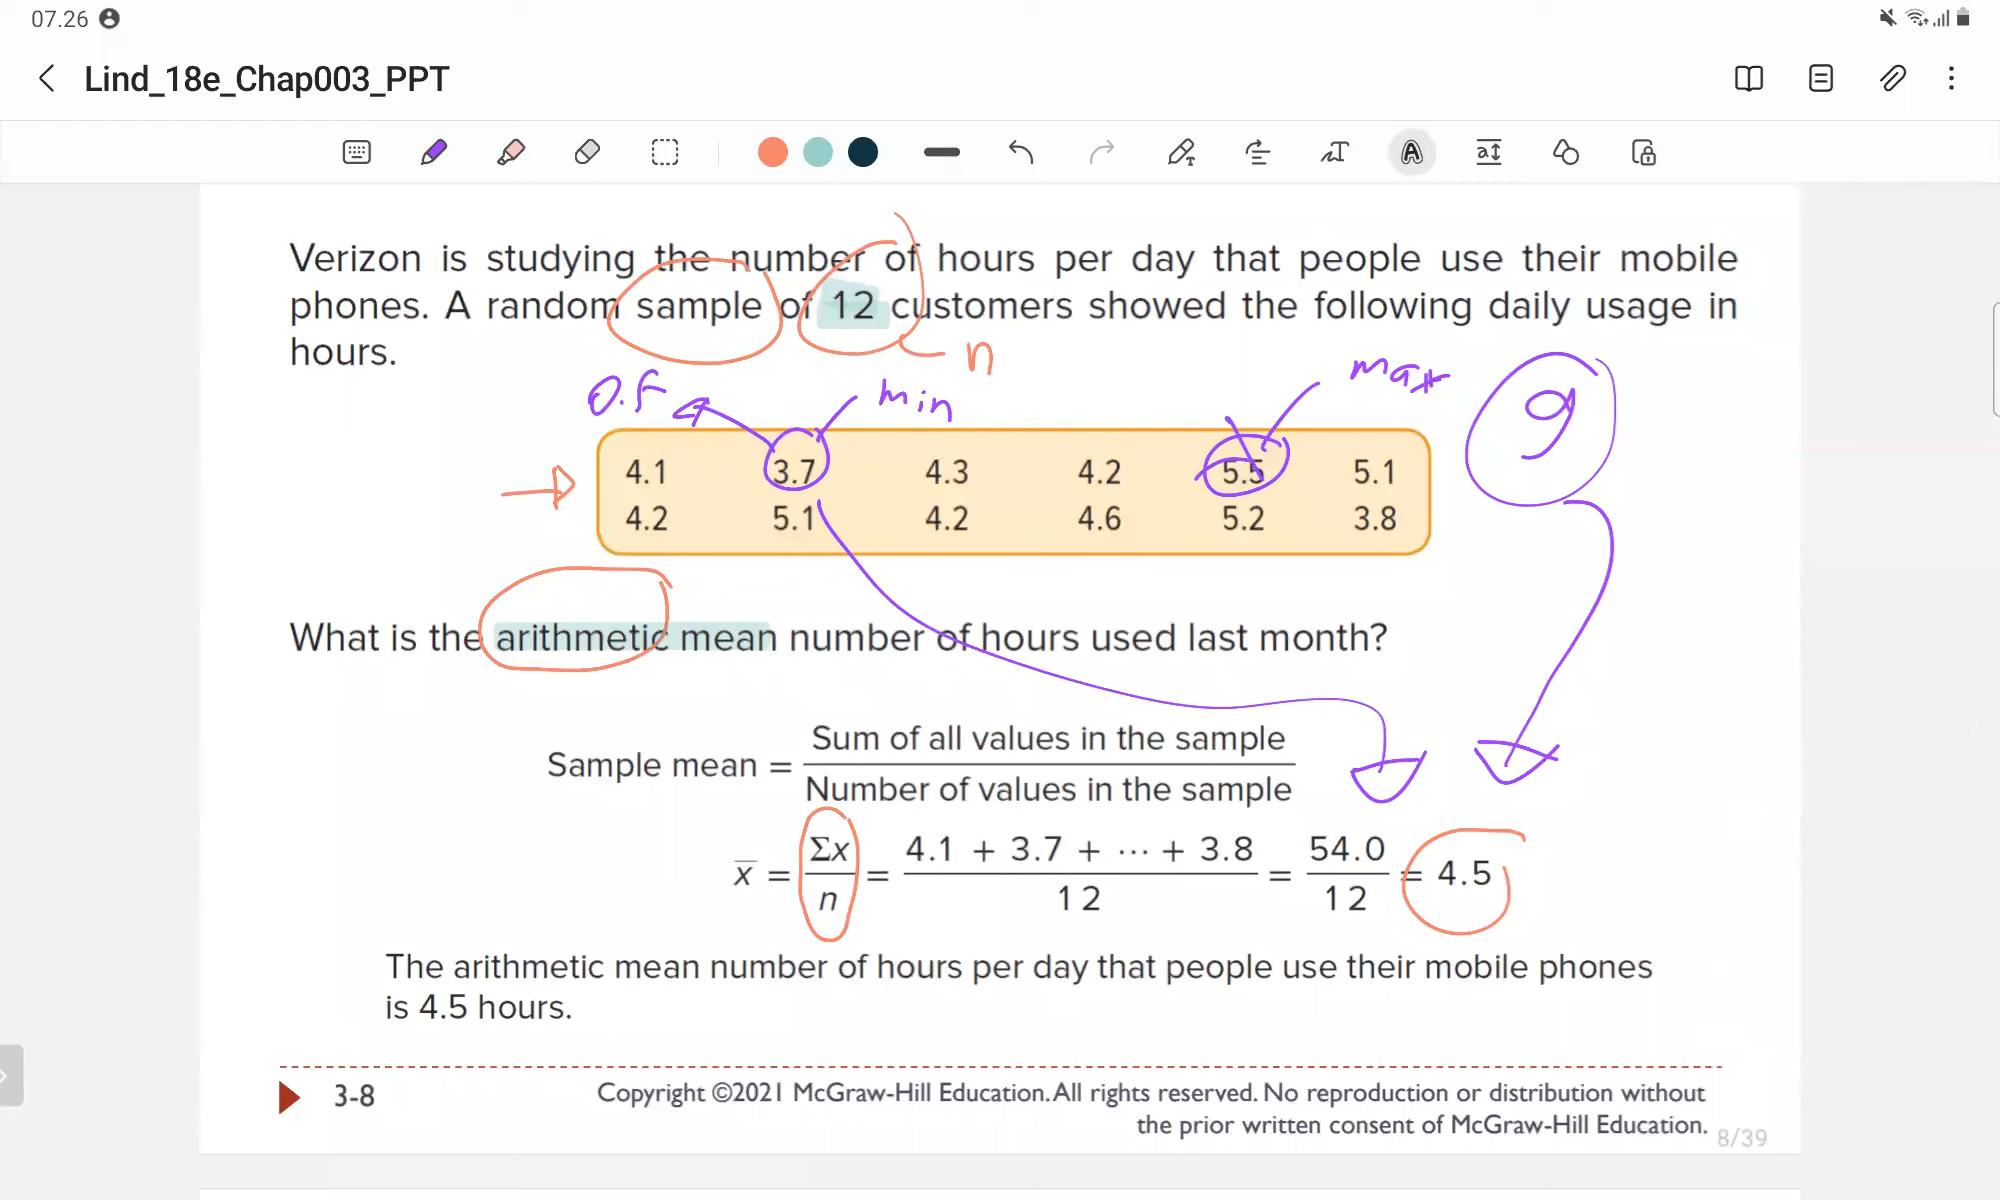 07.26
Lind_18e_Chap003_PPT
Verizon is studying the number of hours per day that people use their mobile
phones. A random sample of 12 customers showed the following daily usage in
hours.
n
0.5 min max 9
4.1 3.7 4.3 4.2 5.5 5.1
4.2 5.1 4.2 4.6 5.2 3.8
What is the arithmetic mean number of hours used last month?
Sample mean = Sum of all values in the sample / Number of values in the sample
x̄ = Σx / n = 4.1 + 3.7 + ··· + 3.8 / 12 = 54.0 / 12 = 4.5
The arithmetic mean number of hours per day that people use their mobile phones
is 4.5 hours.
3-8
Copyright ©2021 McGraw-Hill Education. All rights reserved. No reproduction or distribution without
the prior written consent of McGraw-Hill Education.
8/39